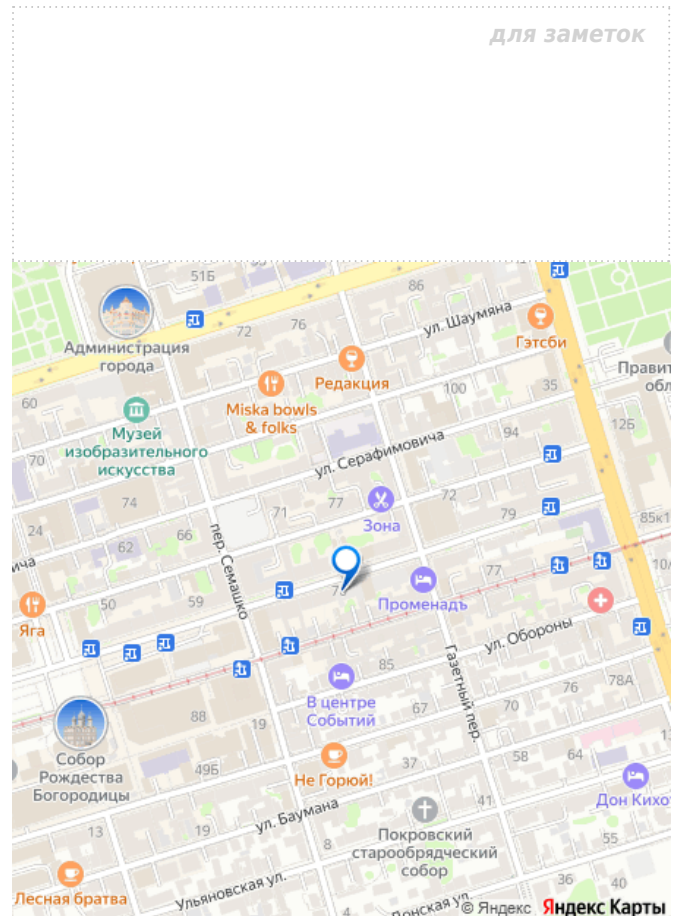 для заметок
51Б
86
ул. Шаумяна
72
76
Гэтсби
Администрация
города
Редакция
100
35
60
Miska bowls
& folks
12Б
Музей
изобразительного
искусства
94
ул. Серафимовича
70
74
71
77
72
79
Зона
24
66
62
85к1
пер. Семашко
77
Променадъ
50
59
Яга
ул. Обороны
85
Газетный пер.
78А
76
В центре
Событий
67
70
88
19
Собор
Рождества
Богородицы
49Б
37
58
64
Не Горюй!
Дон Кихо
ул. Баумана
41
13
19
8
Покровский
старообрядческий
собор
55
Лесная братва
Ульяновская ул.
36
40
Донская ул.
© Яндекс Яндекс Карты